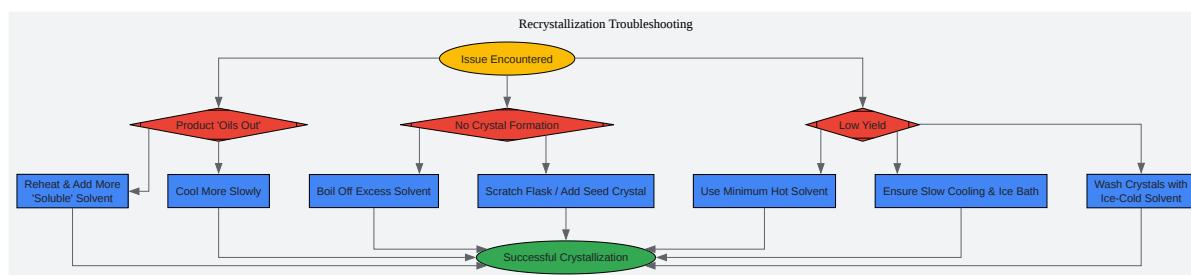 Recrystallization Troubleshooting
Issue Encountered
Product 'Oils Out'
No Crystal Formation
Low Yield
Reheat & Add More
'Soluble' Solvent
Cool More Slowly
Boil Off Excess Solvent
Scratch Flask / Add Seed Crystal
Use Minimum Hot Solvent
Ensure Slow Cooling & Ice Bath
Wash Crystals with
Ice-Cold Solvent
Successful Crystallization